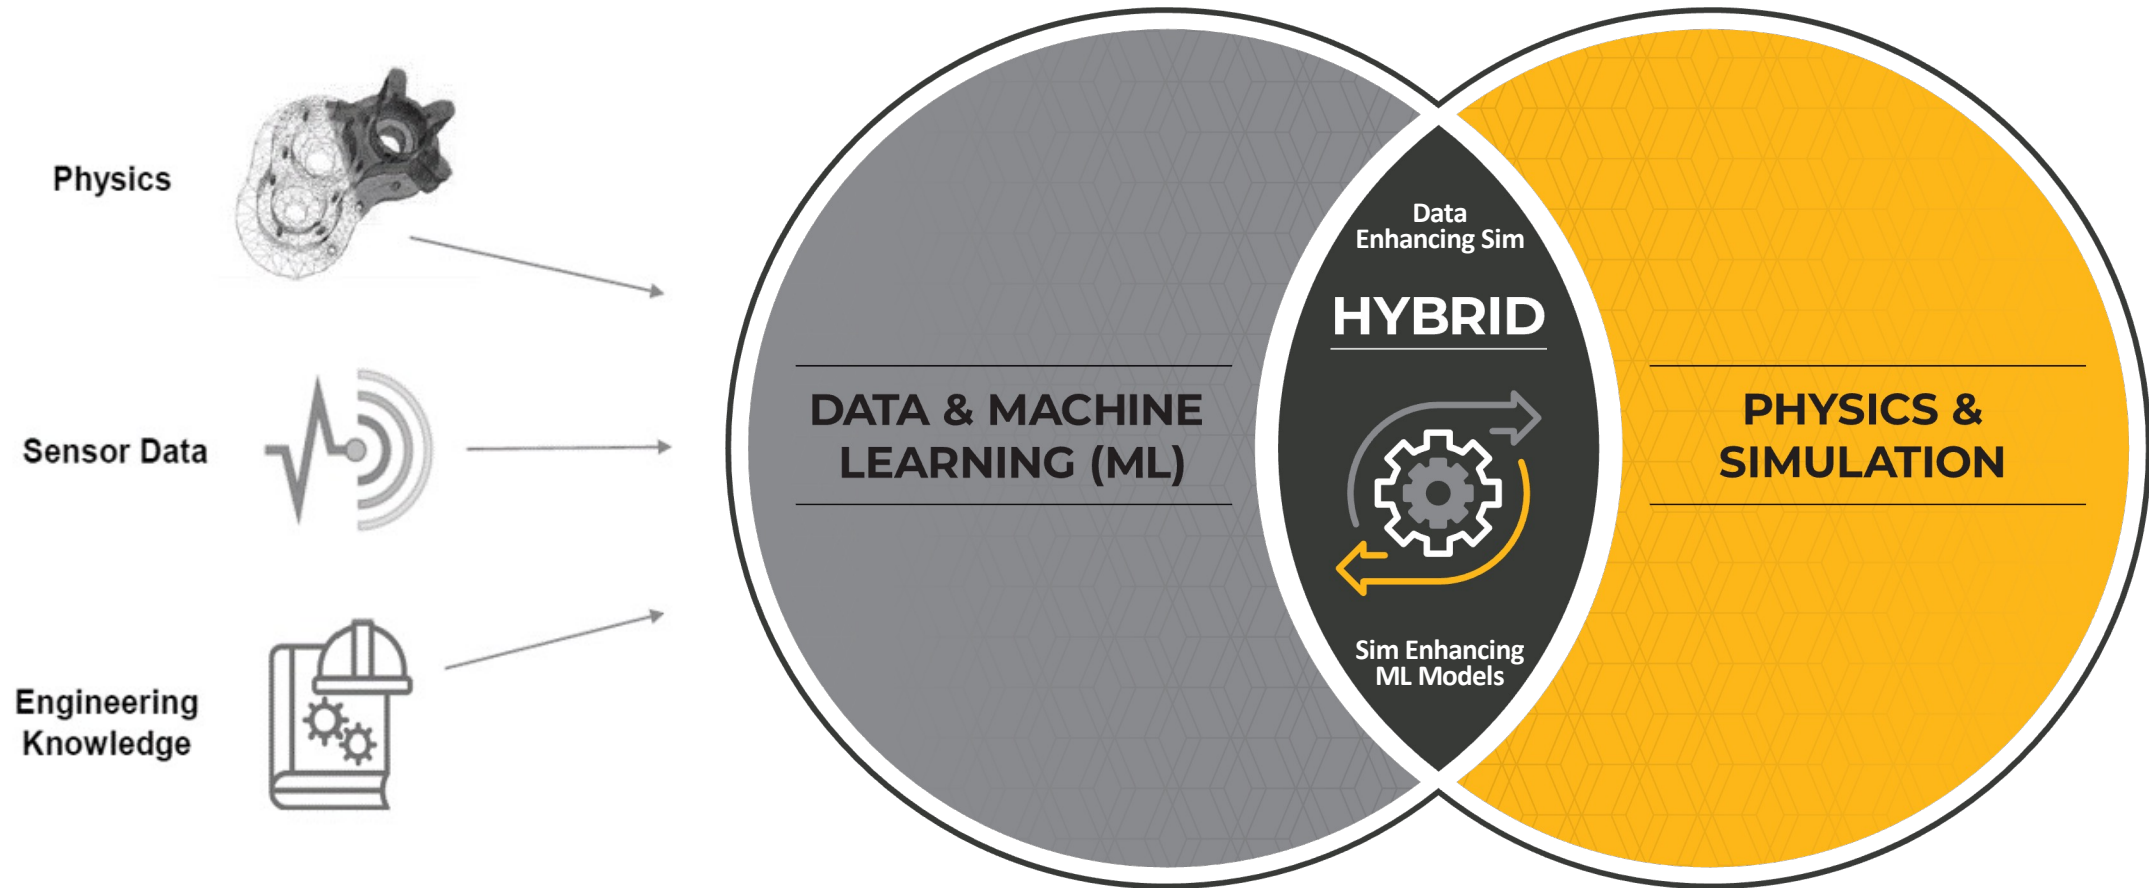 Physics
Sensor Data
Engineering
Knowledge
DATA & MACHINE
LEARNING (ML)
Data
Enhancing Sim
HYBRID
Sim Enhancing
ML Models
PHYSICS &
SIMULATION